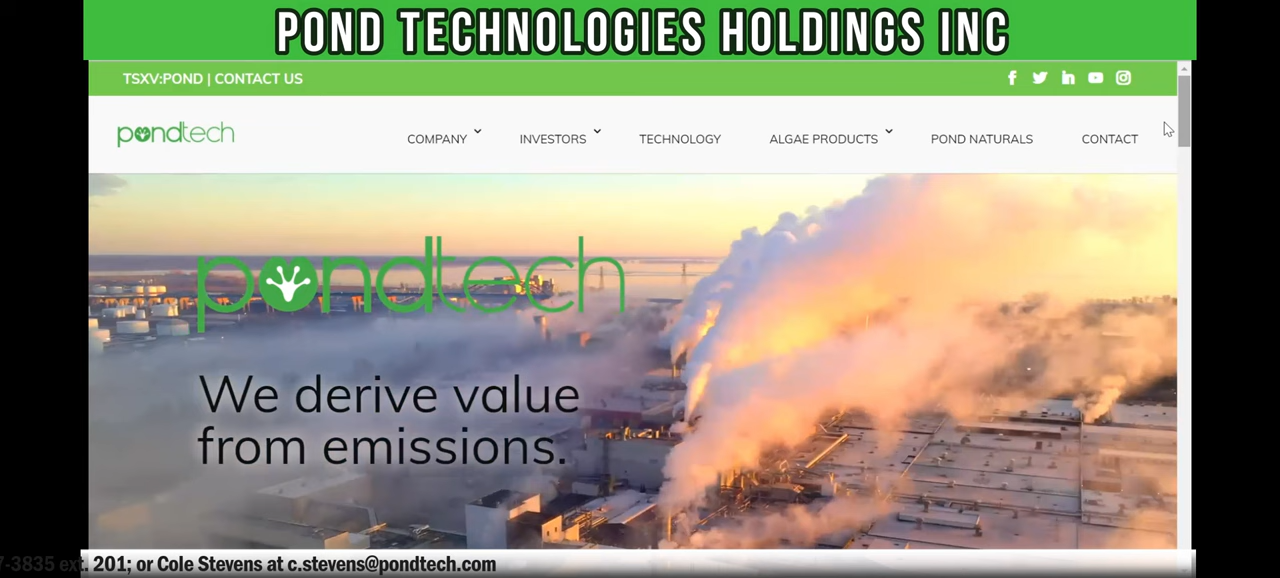 POND TECHNOLOGIES HOLDINGS INC
TSXV:POND | CONTACT US
pondtech
COMPANY INVESTORS TECHNOLOGY ALGAE PRODUCTS POND NATURALS CONTACT
pondtech
We derive value
from emissions.
7-3835 ext. 201; or Cole Stevens at c.stevens@pondtech.com